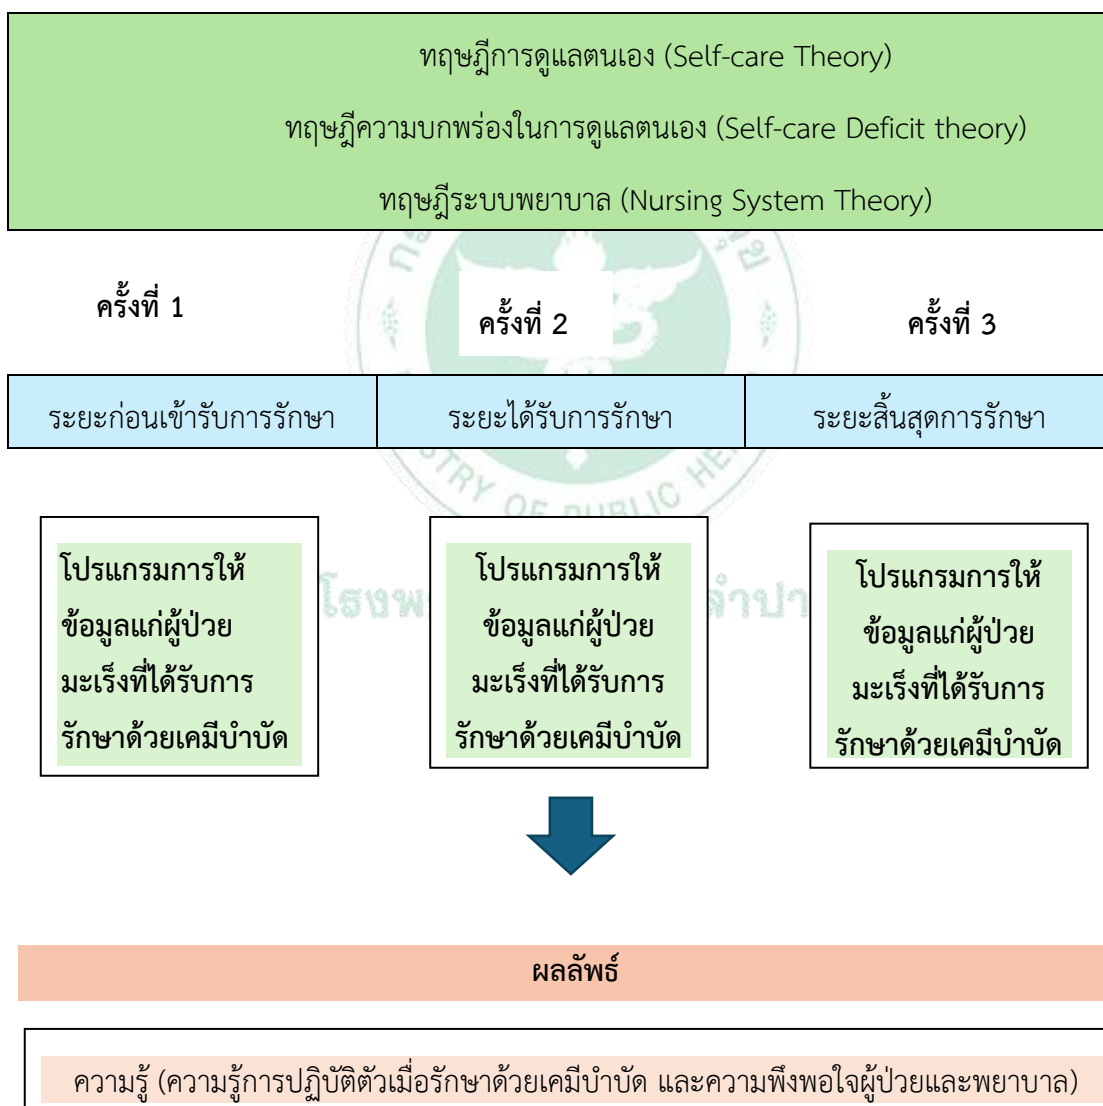 ทฤษฎีการดูแลตนเอง (Self-care Theory)
ทฤษฎีความบกพร่องในการดูแลตนเอง (Self-care Deficit theory)
ทฤษฎีระบบพยาบาล (Nursing System Theory)
ครั้งที่ 1
ครั้งที่ 2
ครั้งที่ 3
ระยะก่อนเข้ารับการรักษา
ระยะได้รับการรักษา
ระยะสิ้นสุดการรักษา
OF PUBLIC
โปรแกรมการให้
ข้อมูลแก่ผู้ป่วย
มะเร็งที่ได้รับการ
รักษาด้วยเคมีบำบัด
โปรแกรมการให้
ข้อมูลแก่ผู้ป่วย
มะเร็งที่ได้รับการ
รักษาด้วยเคมีบำบัด
โปรแกรมการให้
ข้อมูลแก่ผู้ป่วย
มะเร็งที่ได้รับการ
รักษาด้วยเคมีบำบัด
ผลลัพธ์
ความรู้ (ความรู้การปฏิบัติตัวเมื่อรักษาด้วยเคมีบำบัด และความพึงพอใจผู้ป่วยและพยาบาล)